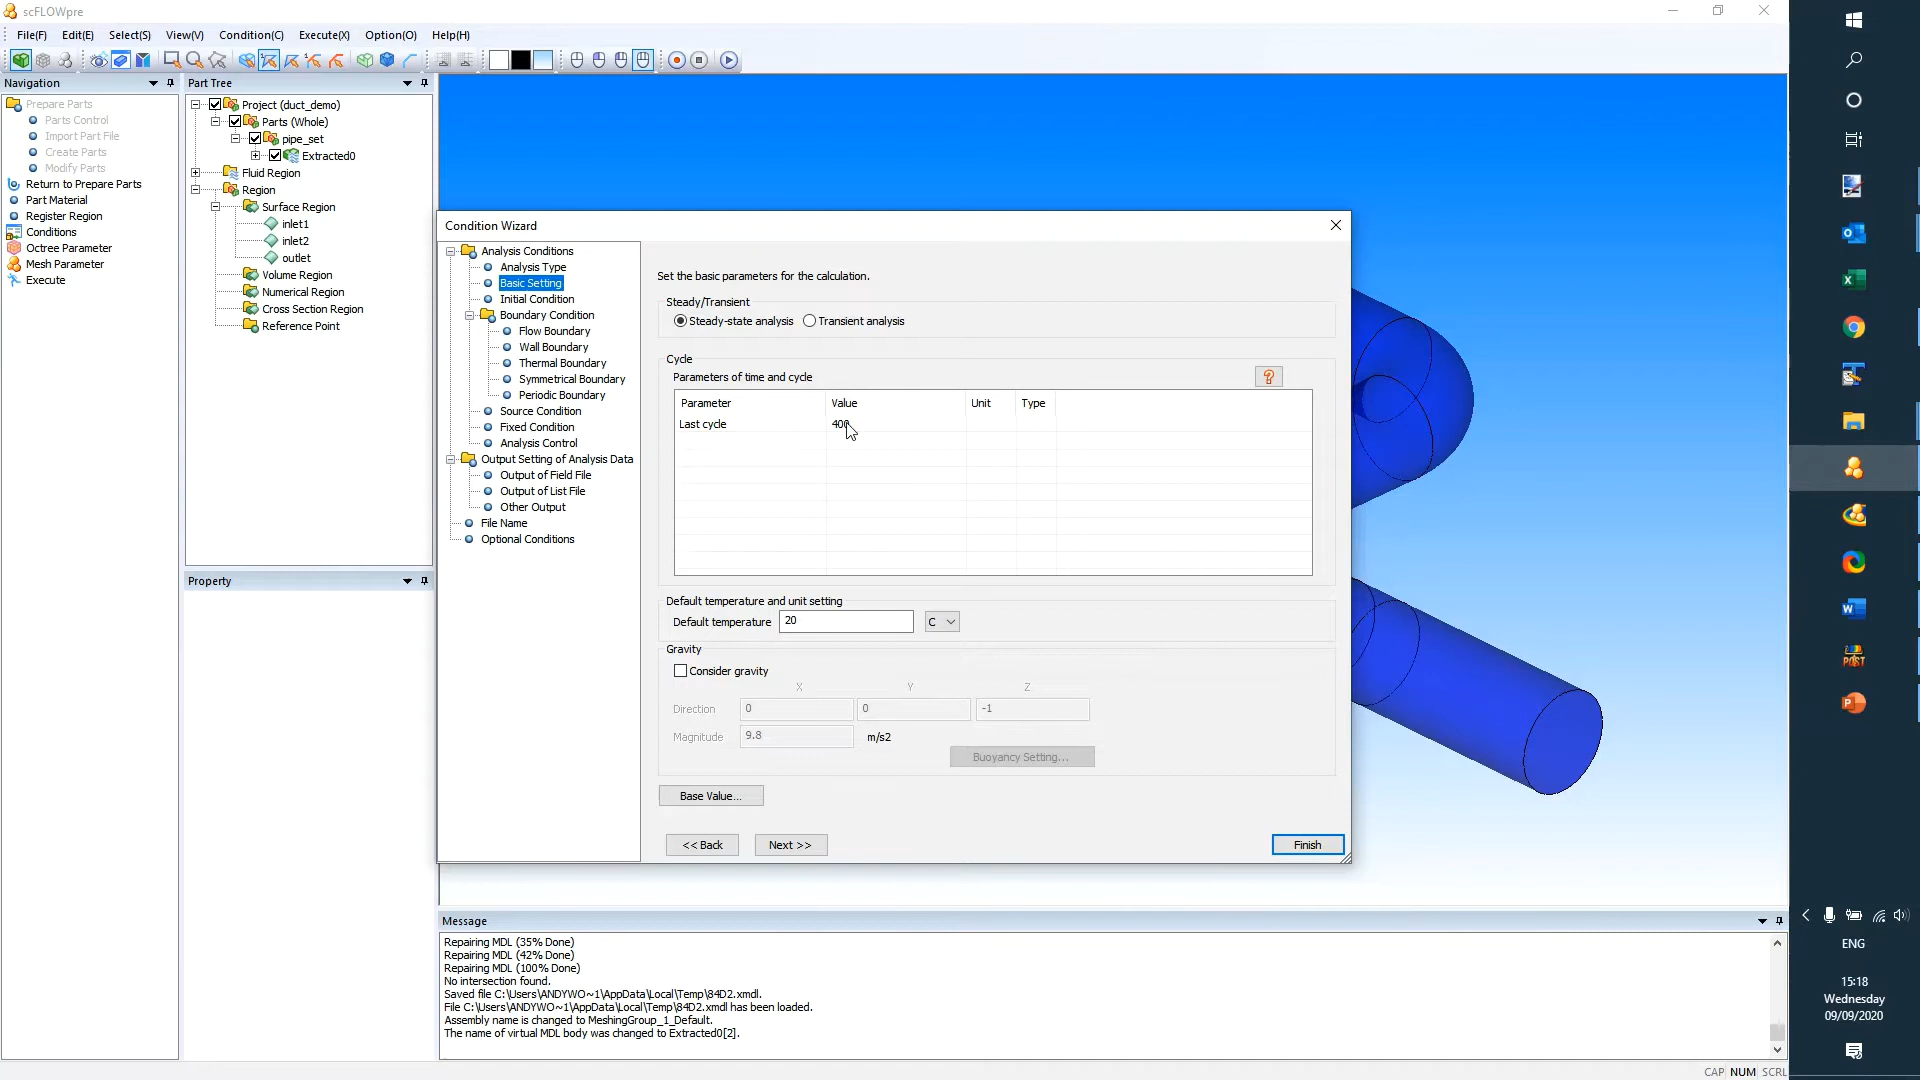 scFLOWpre
File(F) Edit(E) Select(S) View(V) Condition(C) Execute(X) Option(O) Help(H)
Navigation
Prepare Parts
Parts Control
Import Part File
Create Parts
Modify Parts
Return to Prepare Parts
Part Material
Register Region
Conditions
Octree Parameter
Mesh Parameter
Execute
Part Tree
Project (duct_demo)
Parts (Whole)
pipe_set
Extracted0
Fluid Region
Region
Surface Region
inlet1
inlet2
outlet
Volume Region
Numerical Region
Cross Section Region
Reference Point
Property
Condition Wizard
Analysis Conditions
Analysis Type
Basic Setting
Initial Condition
Boundary Condition
Flow Boundary
Wall Boundary
Thermal Boundary
Symmetrical Boundary
Periodic Boundary
Source Condition
Fixed Condition
Analysis Control
Output Setting of Analysis Data
Output of Field File
Output of List File
Other Output
File Name
Optional Conditions
Set the basic parameters for the calculation.
Steady/Transient
Steady-state analysis Transient analysis
Cycle
Parameters of time and cycle
?
Parameter Value Unit Type
Last cycle 400
Default temperature and unit setting
Default temperature 20 C
Gravity
Consider gravity
X Y Z
Direction 0 0 -1
Magnitude 9.8 m/s2
Buoyancy Setting...
Base Value...
<< Back Next >> Finish
Message
Repairing MDL (35% Done)
Repairing MDL (42% Done)
Repairing MDL (100% Done)
No intersection found.
Saved file C:\Users\ANDYWO~1\AppData\Local\Temp\84D2.xmdl.
File C:\Users\ANDYWO~1\AppData\Local\Temp\84D2.xmdl has been loaded.
Assembly name is changed to MeshingGroup_1_Default.
The name of virtual MDL body was changed to Extracted0[2].
CAP NUM SCRL
POST
ENG
15:18
Wednesday
09/09/2020